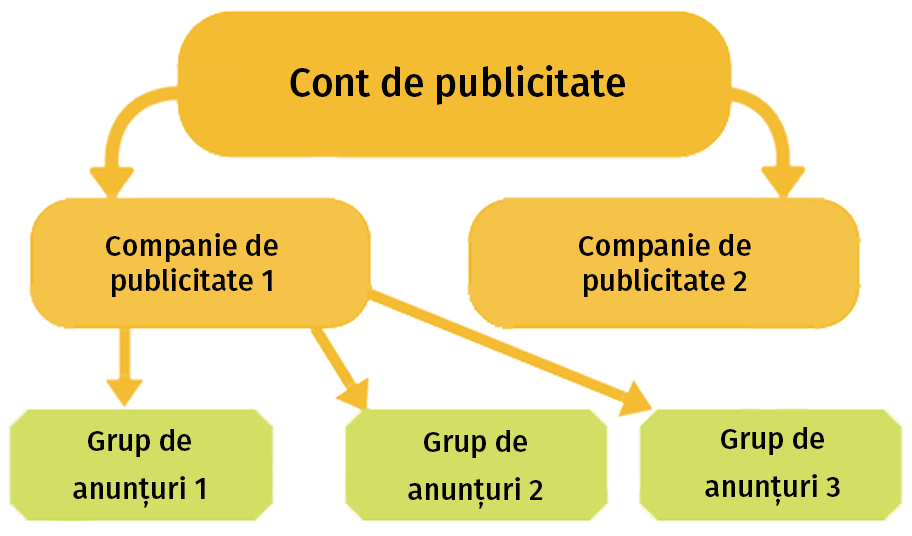 Cont de publicitate
Companie de
publicitate 1
Companie de
publicitate 2
Grup de
anunțuri 1
Grup de
anunțuri 2
Grup de
anunțuri 3